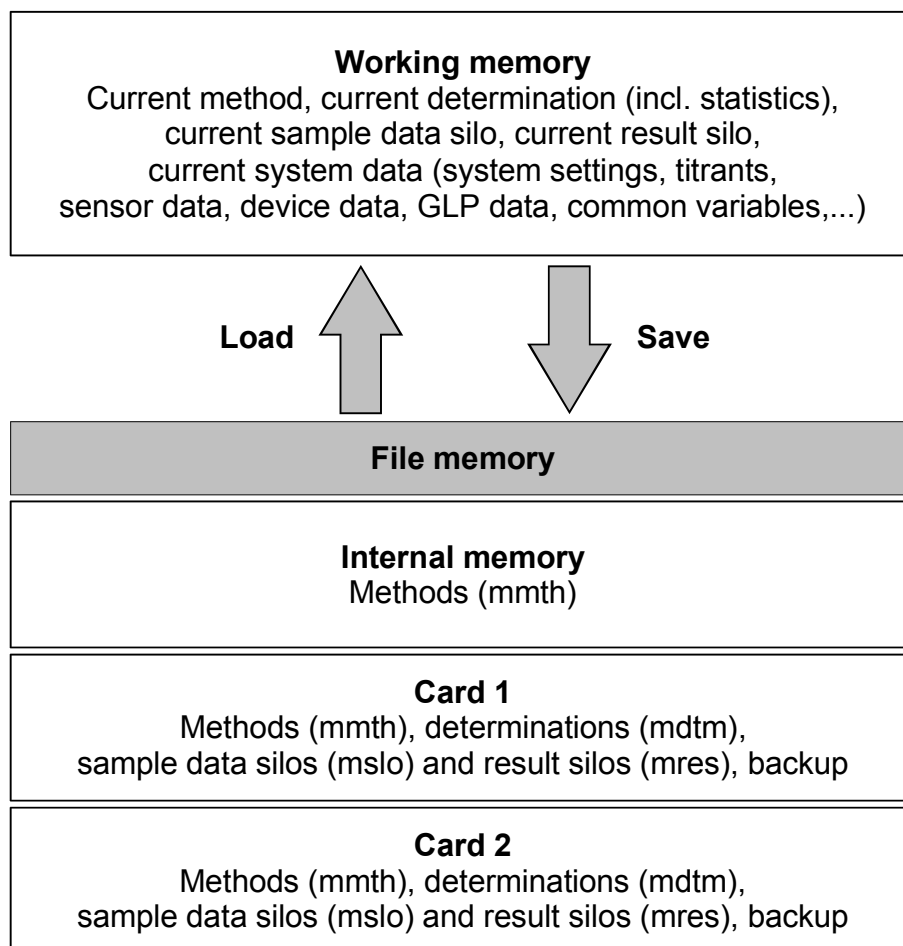 Working memory
Current method, current determination (incl. statistics),
current sample data silo, current result silo,
current system data (system settings, titrants,
sensor data, device data, GLP data, common variables,...)
Load
Save
File memory
Internal memory
Methods (mmth)
Card 1
Methods (mmth), determinations (mdtm),
sample data silos (mslo) and result silos (mres), backup
Card 2
Methods (mmth), determinations (mdtm),
sample data silos (mslo) and result silos (mres), backup